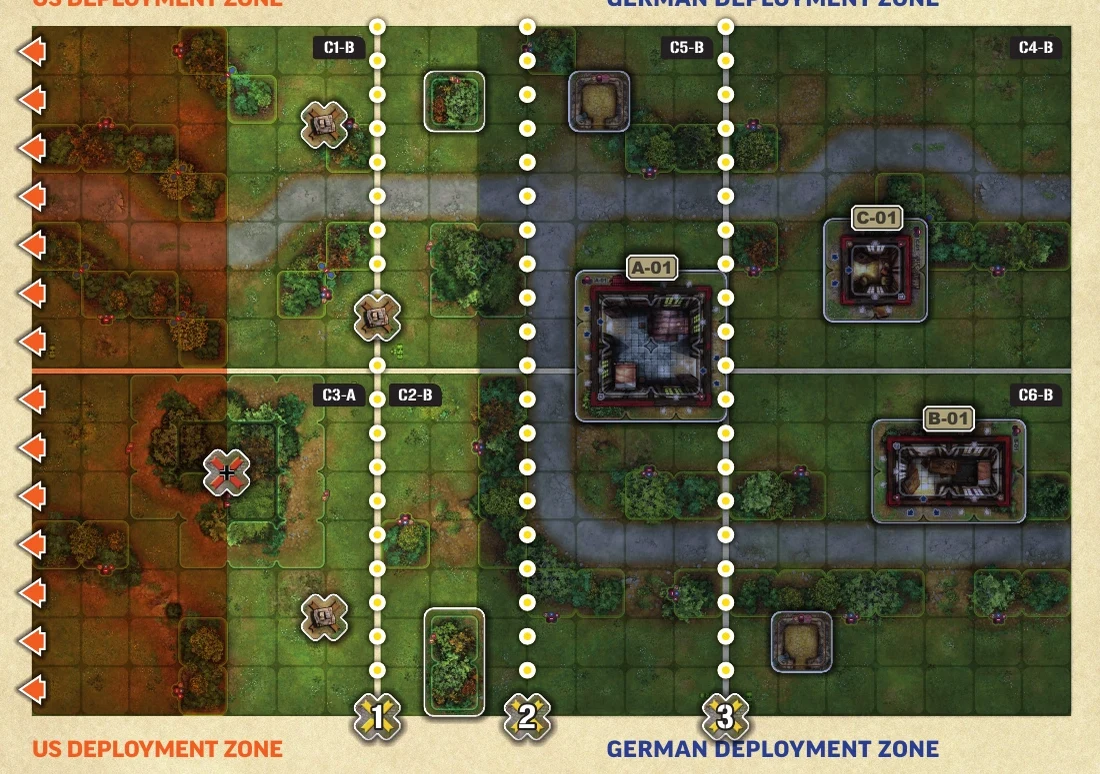 US DEPLOYMENT ZONE
GERMAN DEPLOYMENT ZONE
C1-B
C5-B
C4-B
C-01
A-01
C3-A
C2-B
C6-B
B-01
1
2
3
US DEPLOYMENT ZONE
GERMAN DEPLOYMENT ZONE